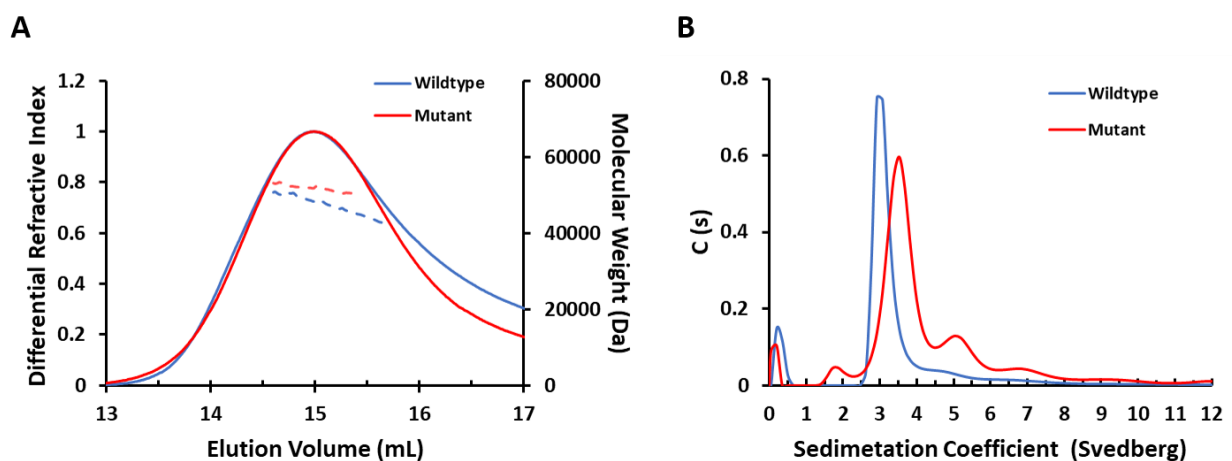 A
B
Differential Refractive Index
1.2
1
0.8
0.6
0.4
0.2
0
Wildtype
Mutant
80000
60000
40000
20000
0
Molecular Weight (Da)
13
14
15
16
17
Elution Volume (mL)
C (s)
0.8
0.6
0.4
0.2
0
Wildtype
Mutant
0 1 2 3 4 5 6 7 8 9 10 11 12
Sedimetation Coefficient (Svedberg)